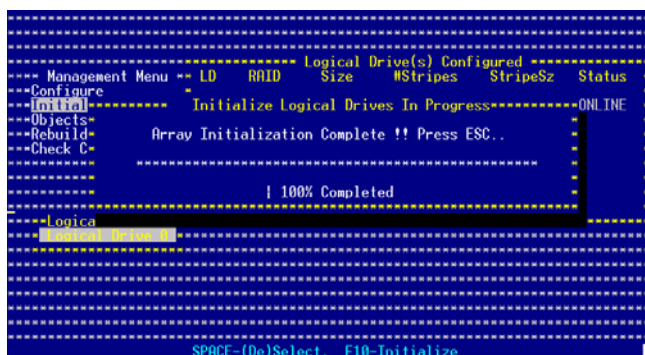 Logical Drive(s) Configured
Management Menu LD RAID Size #Stripes StripeSz Status
Configure
Initial Initialize Logical Drives In Progress ONLINE
Objects
Rebuild Array Initialization Complete !! Press ESC..
Check C
| 100% Completed
Logica
Logical Drive 0
SPACE-(De)Select, F10-Initialize